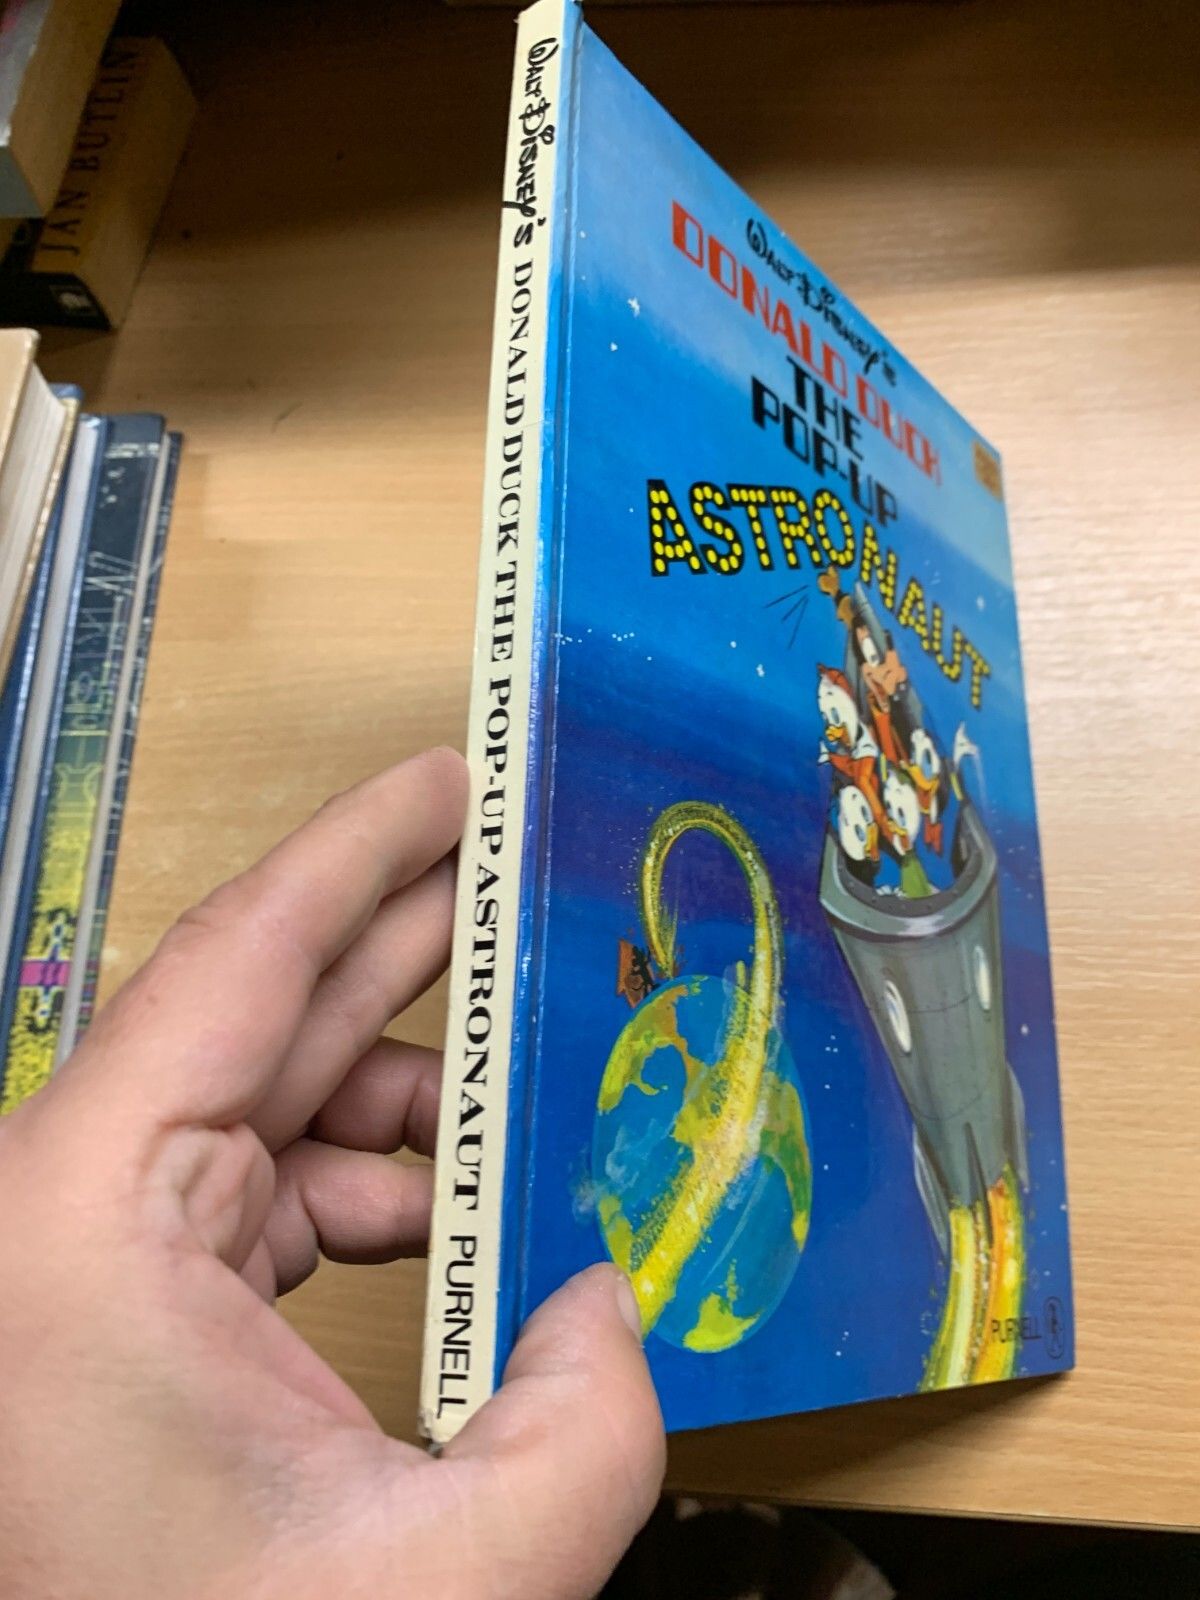 WALT DISNEY'S DONALD DUCK THE POP-UP ASTRONAUT PURNELL
WALT DISNEY'S
DONALD DUCK
THE
POP-UP
ASTRONAUT
PURNELL
JAN BUTLIN